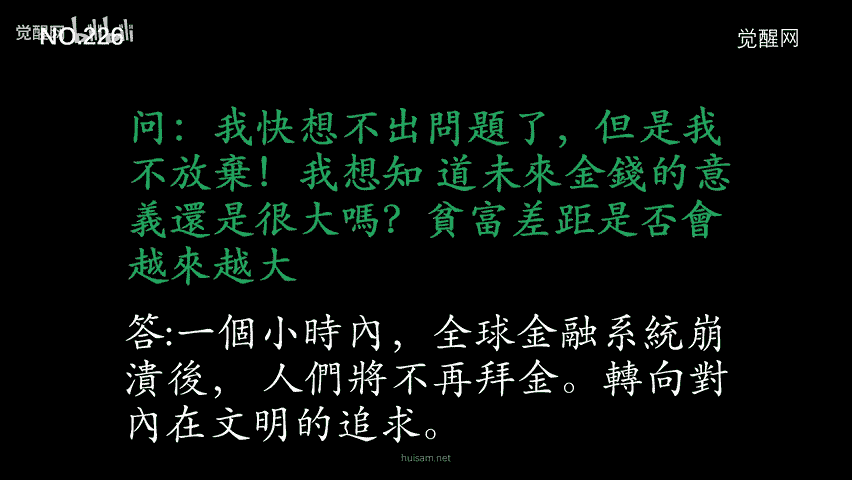 觉醒网
NO.226
bilibili
觉醒网
问：我快想不出問題了，但是我
不放棄！我想知 道未來金錢的意
義還是很大嗎？貧富差距是否會
越來越大
答:一個小時內，全球金融系統崩
潰後， 人們將不再拜金。轉向對
內在文明的追求。
huisam.net